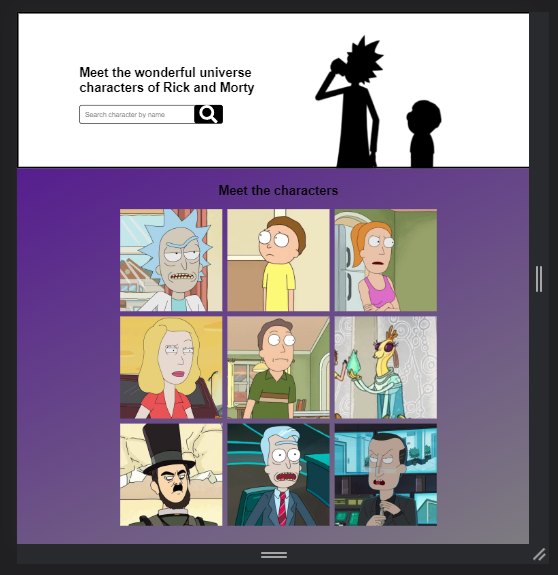 Meet the wonderful universe
characters of Rick and Morty
Search character by name
Meet the characters